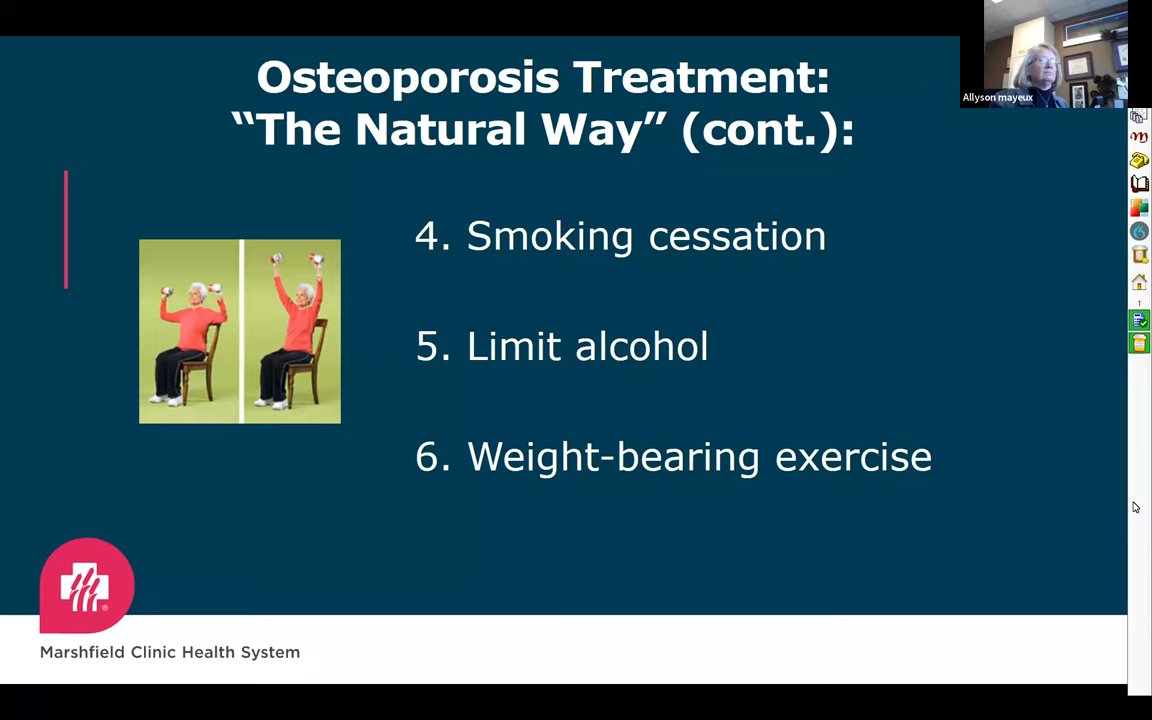 Osteoporosis Treatment:
“The Natural Way” (cont.):
Allyson mayeux
4. Smoking cessation
5. Limit alcohol
6. Weight-bearing exercise
1
®
Marshfield Clinic Health System